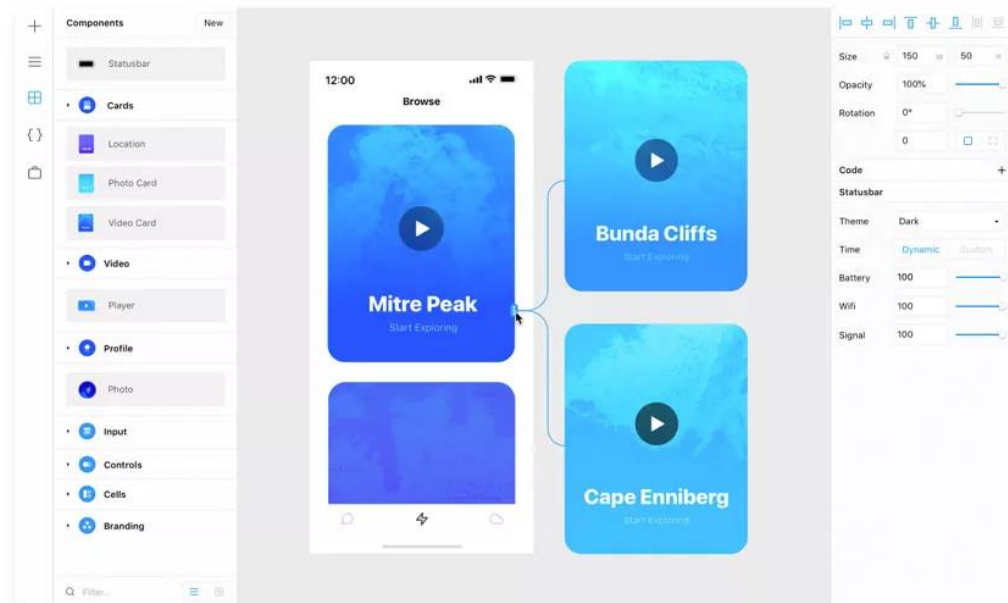 Components
New
Statusbar
Cards
Location
Photo Card
Video Card
Video
Player
Profile
Photo
Input
Controls
Cells
Branding
Filter...
12:00
Browse
Mitre Peak
Start Exploring
Bunda Cliffs
Start Exploring
Cape Enniberg
Start Exploring
Size 150 W 50 H
Opacity 100%
Rotation 0°
0
Code
Statusbar
Theme Dark
Time Dynamic Custom
Battery 100
Wifi 100
Signal 100